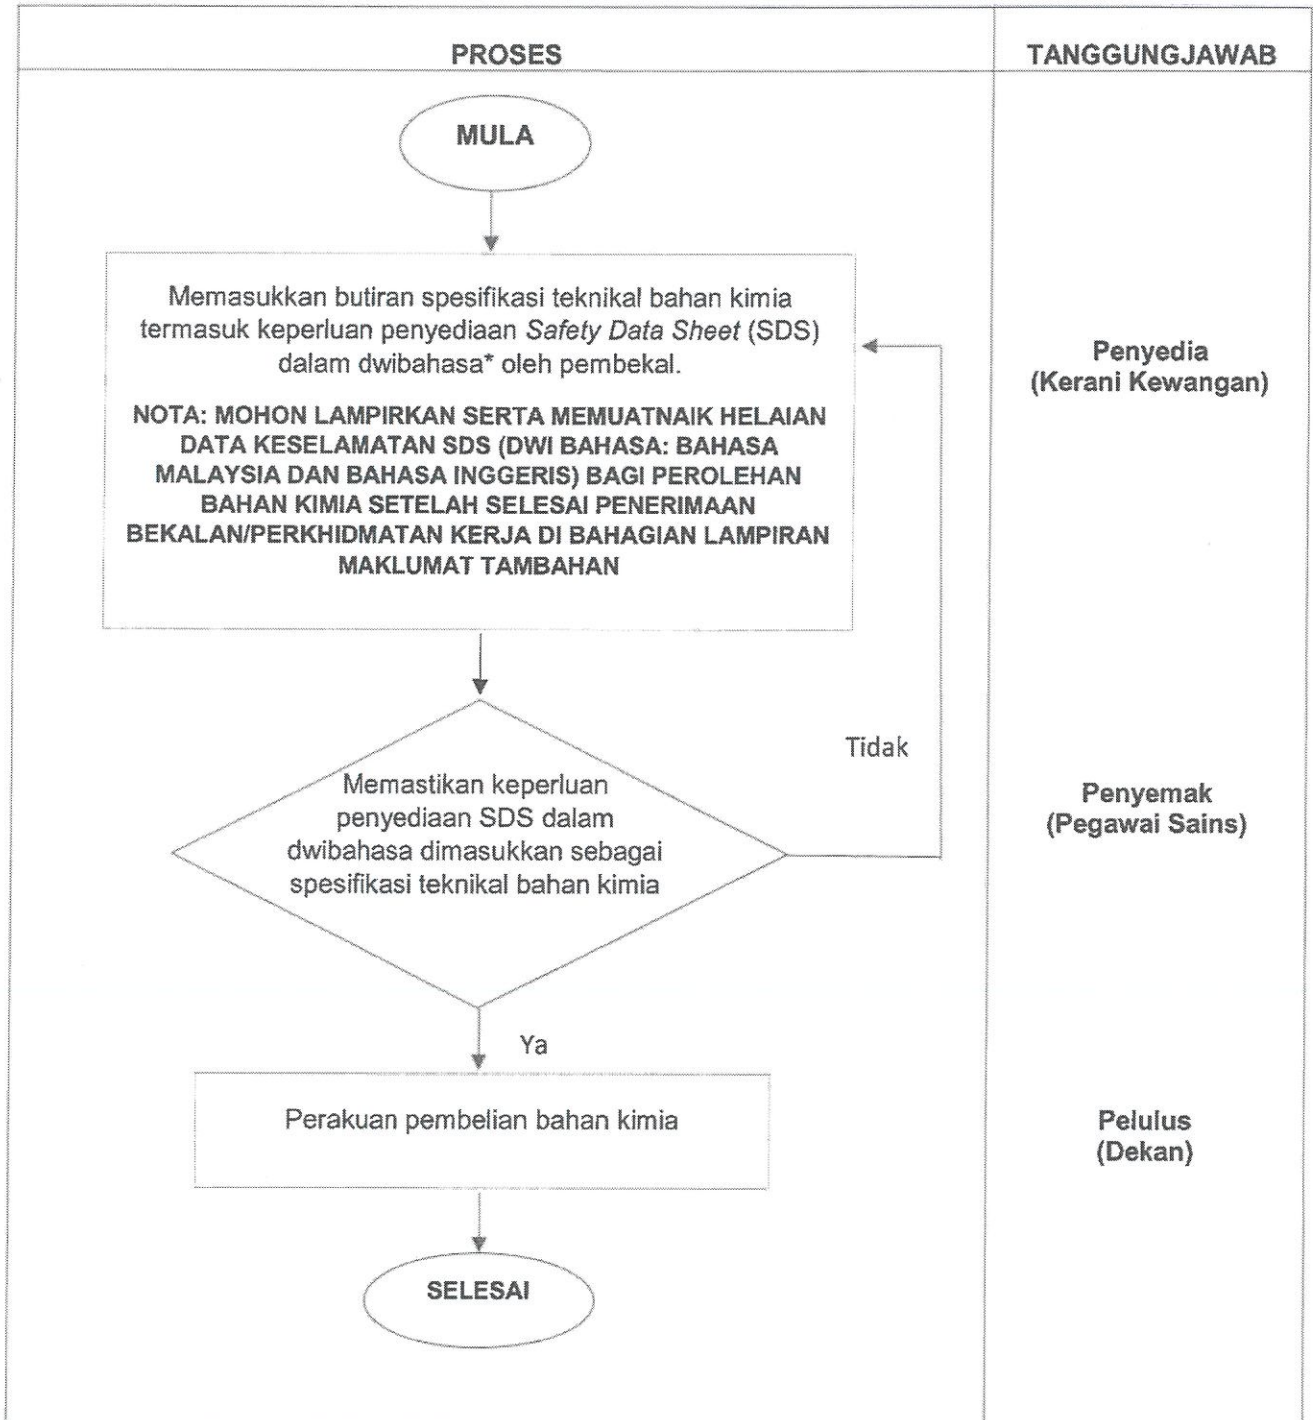 PROSES
TANGGUNGJAWAB
MULA
Memasukkan butiran spesifikasi teknikal bahan kimia
termasuk keperluan penyediaan Safety Data Sheet (SDS)
dalam dwibahasa* oleh pembekal.
NOTA: MOHON LAMPIRKAN SERTA MEMUATNAIK HELAIAN
DATA KESELAMATAN SDS (DWI BAHASA: BAHASA
MALAYSIA DAN BAHASA INGGERIS) BAGI PEROLEHAN
BAHAN KIMIA SETELAH SELESAI PENERIMAAN
BEKALAN/PERKHIDMATAN KERJA DI BAHAGIAN LAMPIRAN
MAKLUMAT TAMBAHAN
Penyedia
(Kerani Kewangan)
Tidak
Memastikan keperluan
penyediaan SDS dalam
dwibahasa dimasukkan sebagai
spesifikasi teknikal bahan kimia
Penyemak
(Pegawai Sains)
Ya
Perakuan pembelian bahan kimia
Pelulus
(Dekan)
SELESAI